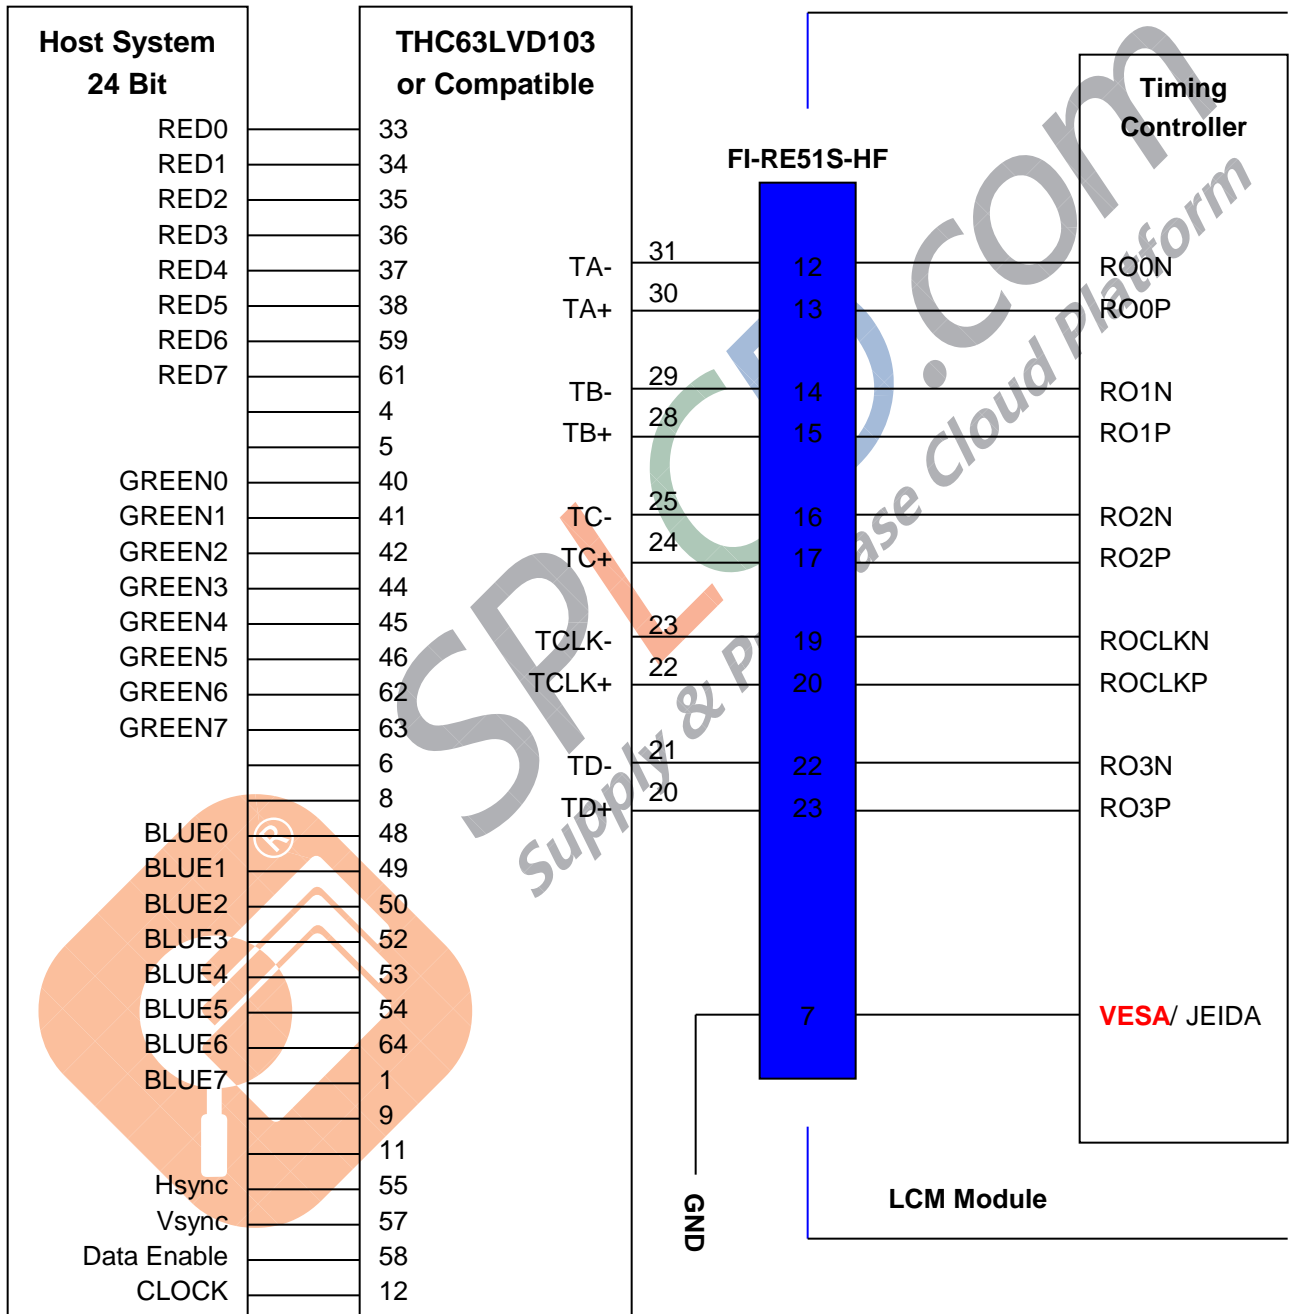 Host System
24 Bit
RED0
RED1
RED2
RED3
RED4
RED5
RED6
RED7
GREEN0
GREEN1
GREEN2
GREEN3
GREEN4
GREEN5
GREEN6
GREEN7
BLUE0
BLUE1
BLUE2
BLUE3
BLUE4
BLUE5
BLUE6
BLUE7
Hsync
Vsync
Data Enable
CLOCK
THC63LVD103
or Compatible
33
34
35
36
37
38
59
61
4
5
40
41
42
44
45
46
62
63
6
8
48
49
50
52
53
54
64
1
9
11
55
57
58
12
TA-
TA+
TB-
TB+
TC-
TC+
TCLK-
TCLK+
TD-
TD+
31
30
29
28
25
24
23
22
21
20
FI-RE51S-HF
12
13
14
15
16
17
19
20
22
23
7
GND
Timing
Controller
RO0N
RO0P
RO1N
RO1P
RO2N
RO2P
ROCLKN
ROCLKP
RO3N
RO3P
VESA/ JEIDA
LCM Module
SPLCD.com
Supply & P ase Cloud Platform
®